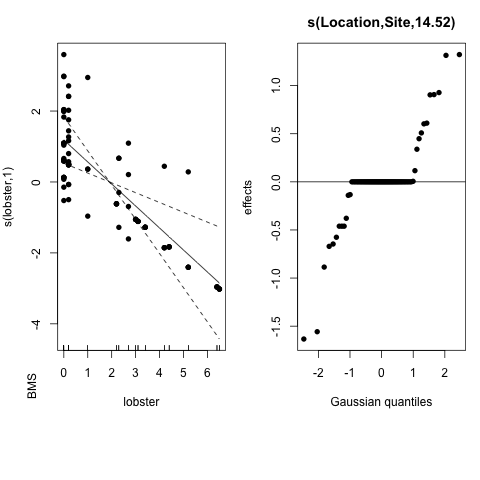 s(Location,Site,14.52)
s(lobster,1)
2
0
-2
-4
0 1 2 3 4 5 6
lobster
BMS
effects
1.0
0.5
0.0
-0.5
-1.0
-1.5
-2 -1 0 1 2
Gaussian quantiles